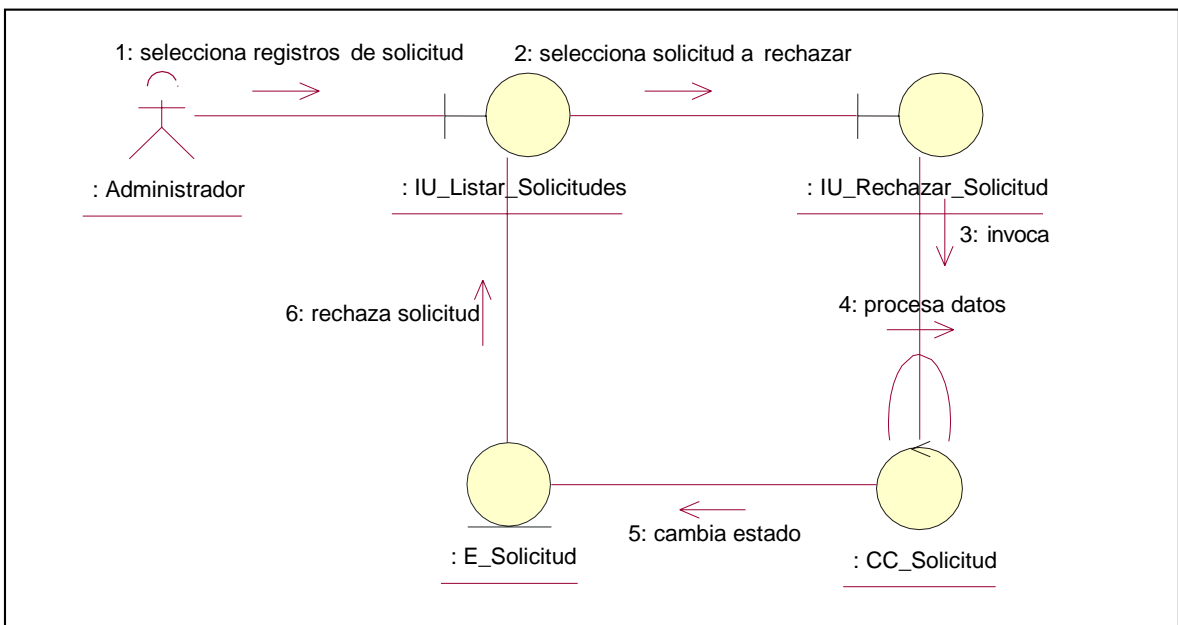 1: selecciona registros de solicitud
2: selecciona solicitud a rechazar
: Administrador
: IU_Listar_Solicitudes
: IU_Rechazar_Solicitud
3: invoca
4: procesa datos
6: rechaza solicitud
5: cambia estado
: E_Solicitud
: CC_Solicitud